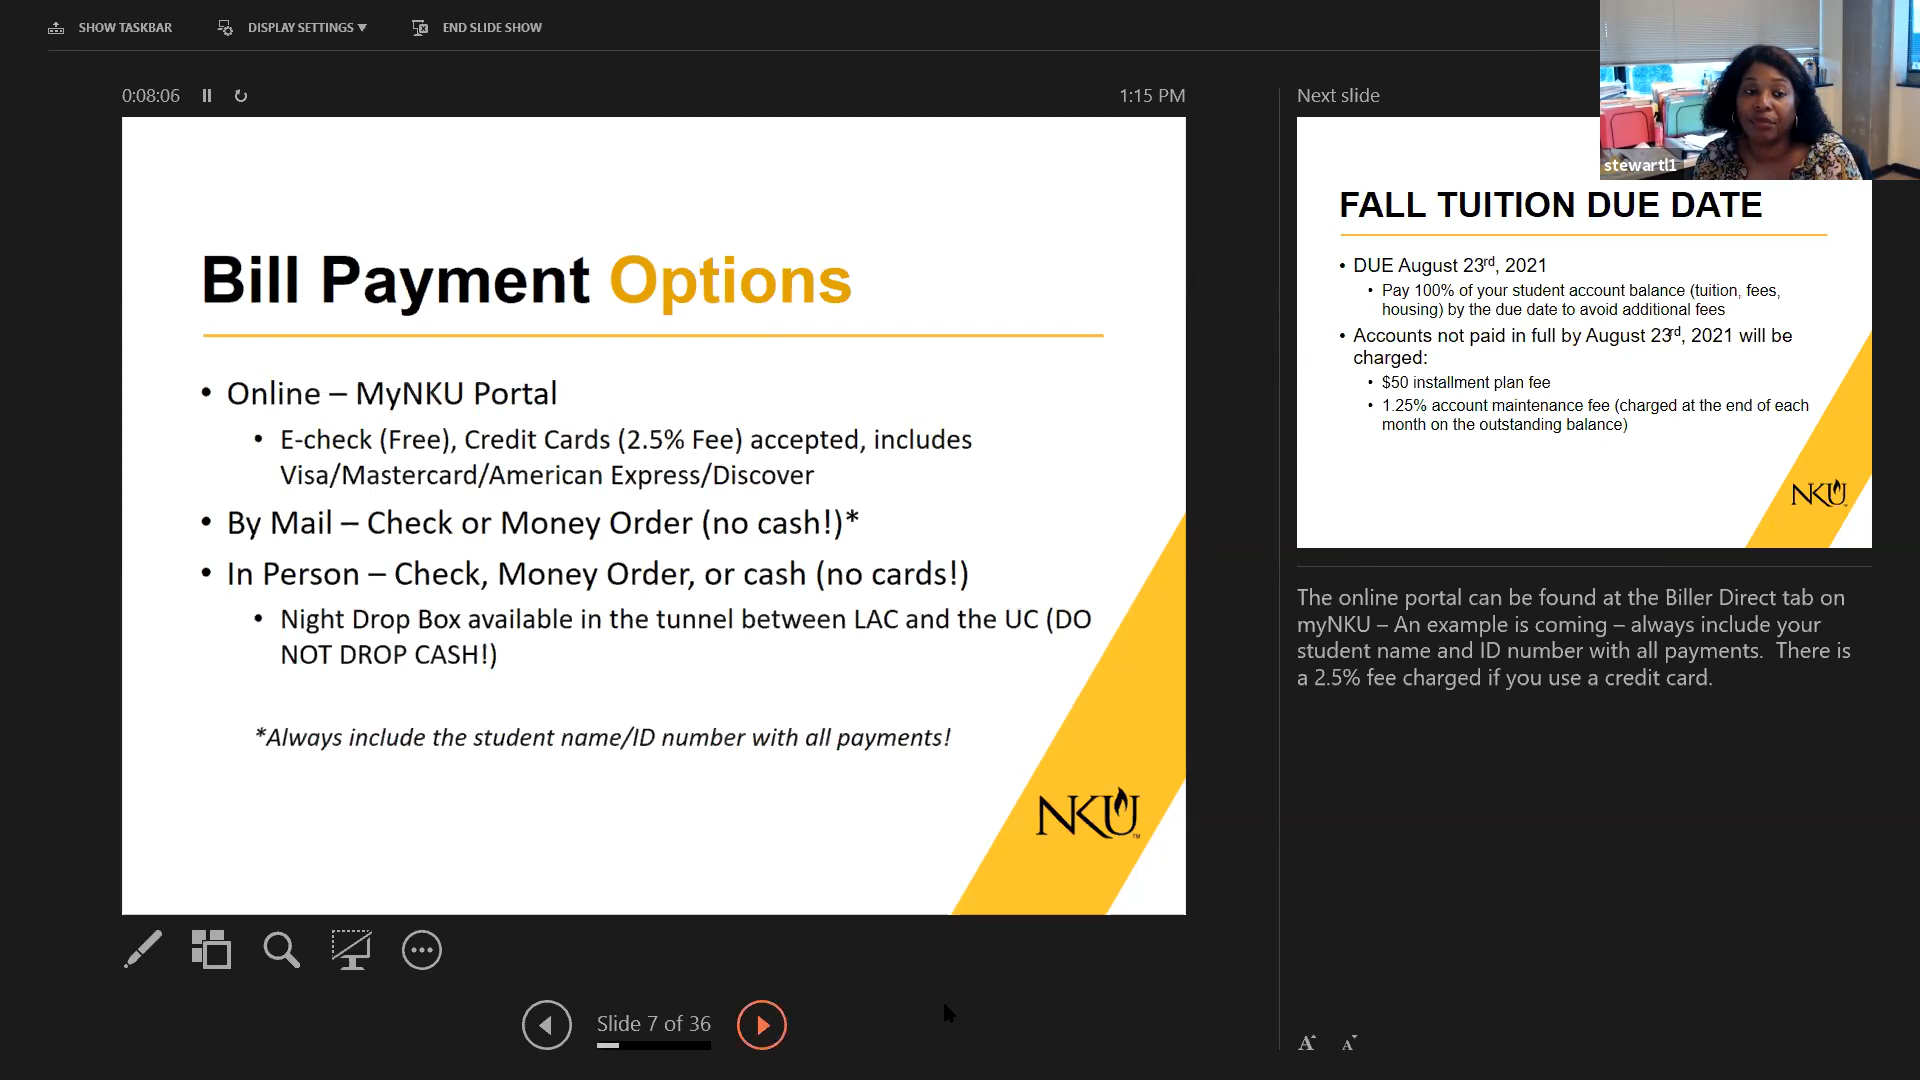 SHOW TASKBAR
DISPLAY SETTINGS ▾
END SLIDE SHOW
0:08:06
1:15 PM
Bill Payment Options
• Online – MyNKU Portal
• E-check (Free), Credit Cards (2.5% Fee) accepted, includes
Visa/Mastercard/American Express/Discover
• By Mail – Check or Money Order (no cash!)*
• In Person – Check, Money Order, or cash (no cards!)
• Night Drop Box available in the tunnel between LAC and the UC (DO
NOT DROP CASH!)
*Always include the student name/ID number with all payments!
NKU
Slide 7 of 36
Next slide
stewartl1
FALL TUITION DUE DATE
• DUE August 23rd, 2021
• Pay 100% of your student account balance (tuition, fees,
housing) by the due date to avoid additional fees
• Accounts not paid in full by August 23rd, 2021 will be
charged:
• $50 installment plan fee
• 1.25% account maintenance fee (charged at the end of each
month on the outstanding balance)
NKU
The online portal can be found at the Biller Direct tab on
myNKU – An example is coming – always include your
student name and ID number with all payments.  There is
a 2.5% fee charged if you use a credit card.
A A